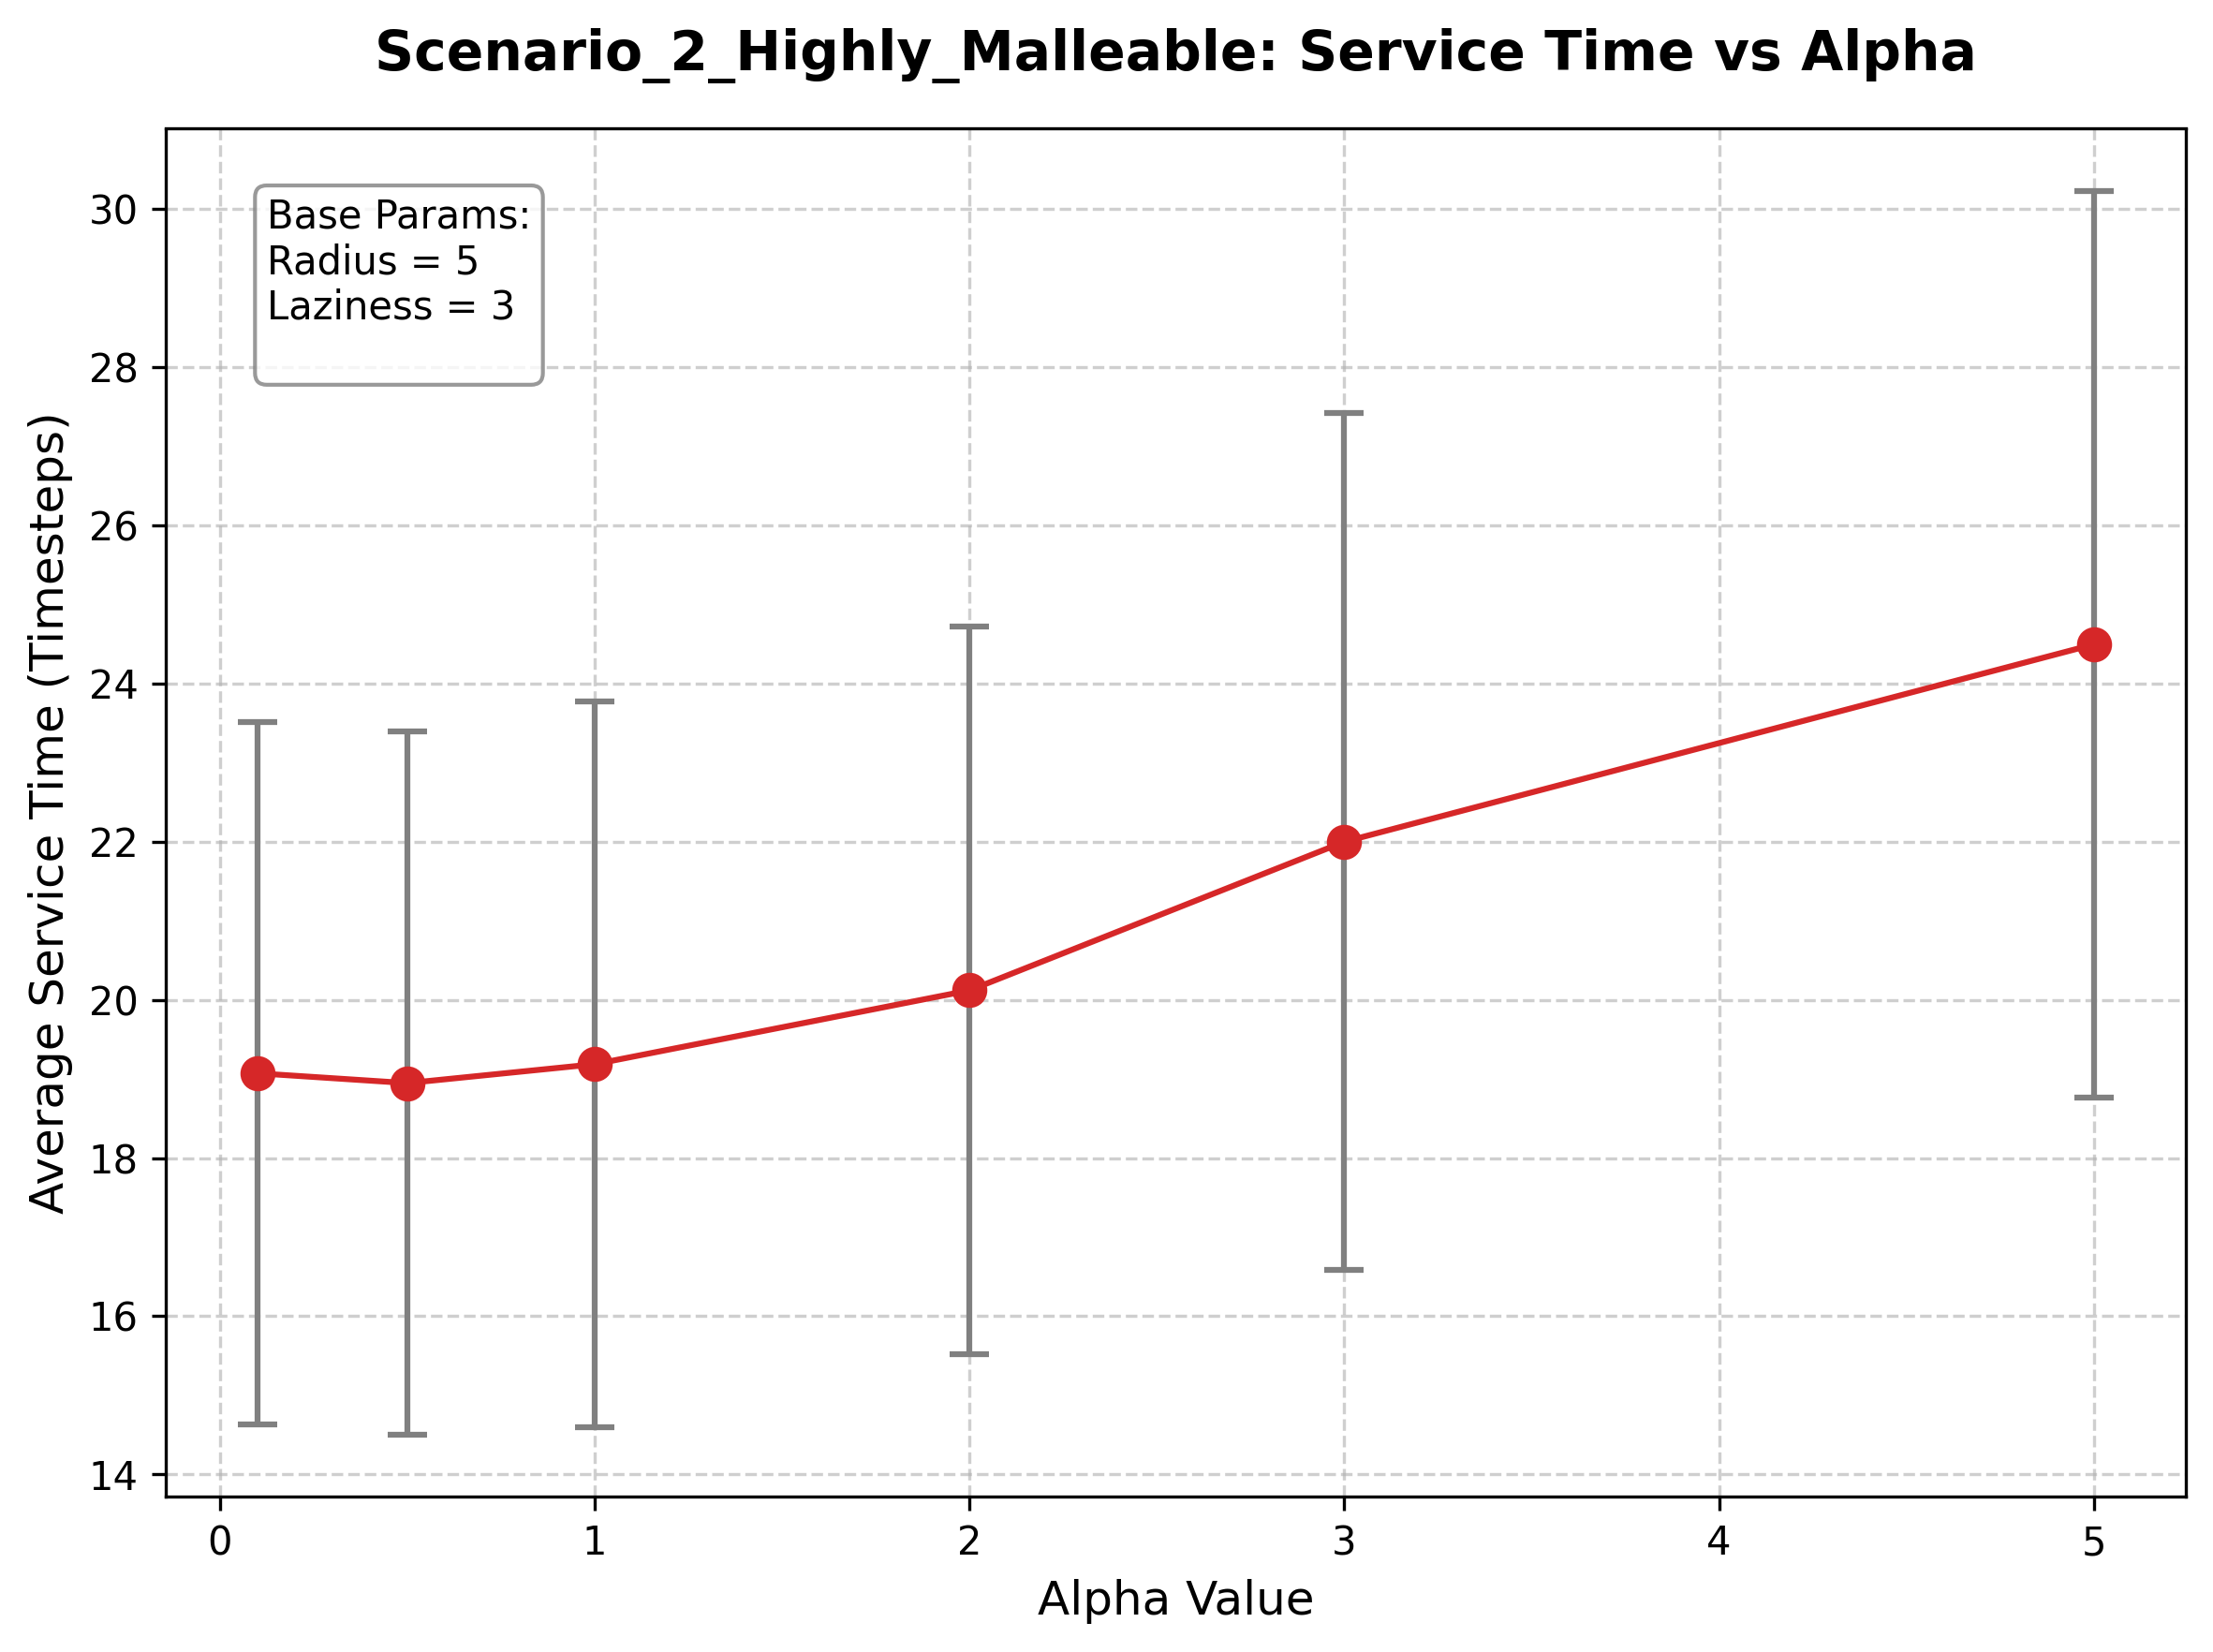 Scenario_2_Highly_Malleable: Service Time vs Alpha
Base Params:
Radius = 5
Laziness = 3
Average Service Time (Timesteps)
30
28
26
24
22
20
18
16
14
0 1 2 3 4 5
Alpha Value